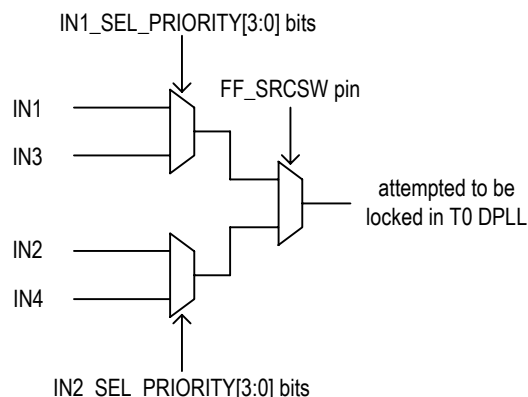 IN1_SEL_PRIORITY[3:0] bits
FF_SRCSW pin
IN1
IN3
attempted to be
locked in T0 DPLL
IN2
IN4
IN2_SEL_PRIORITY[3:0] bits